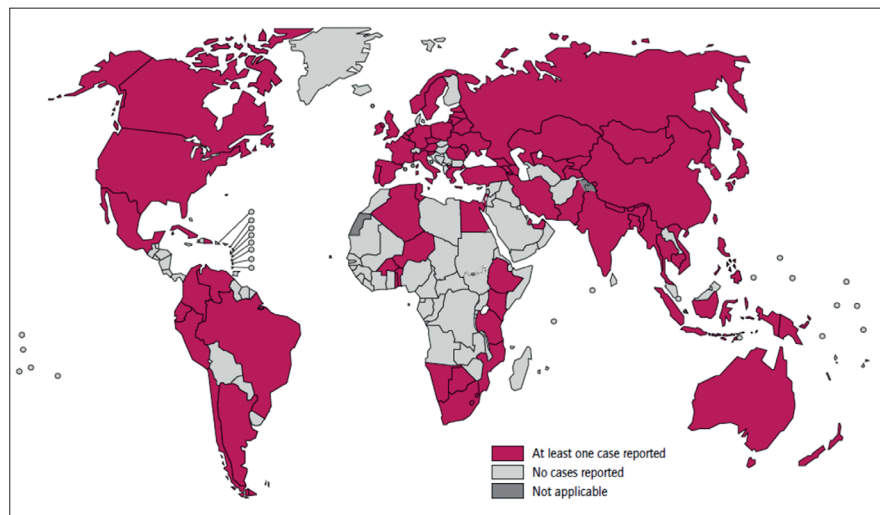 At least one case reported
No cases reported
Not applicable